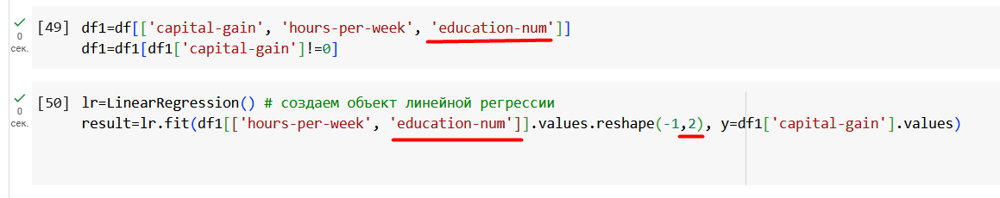 [49] df1=df[['capital-gain', 'hours-per-week', 'education-num']]
0
сек.
df1=df1[df1['capital-gain']!=0]
[50] lr=LinearRegression() # создаем объект линейной регрессии
0
сек.
result=lr.fit(df1[['hours-per-week', 'education-num']].values.reshape(-1,2), y=df1['capital-gain'].values)